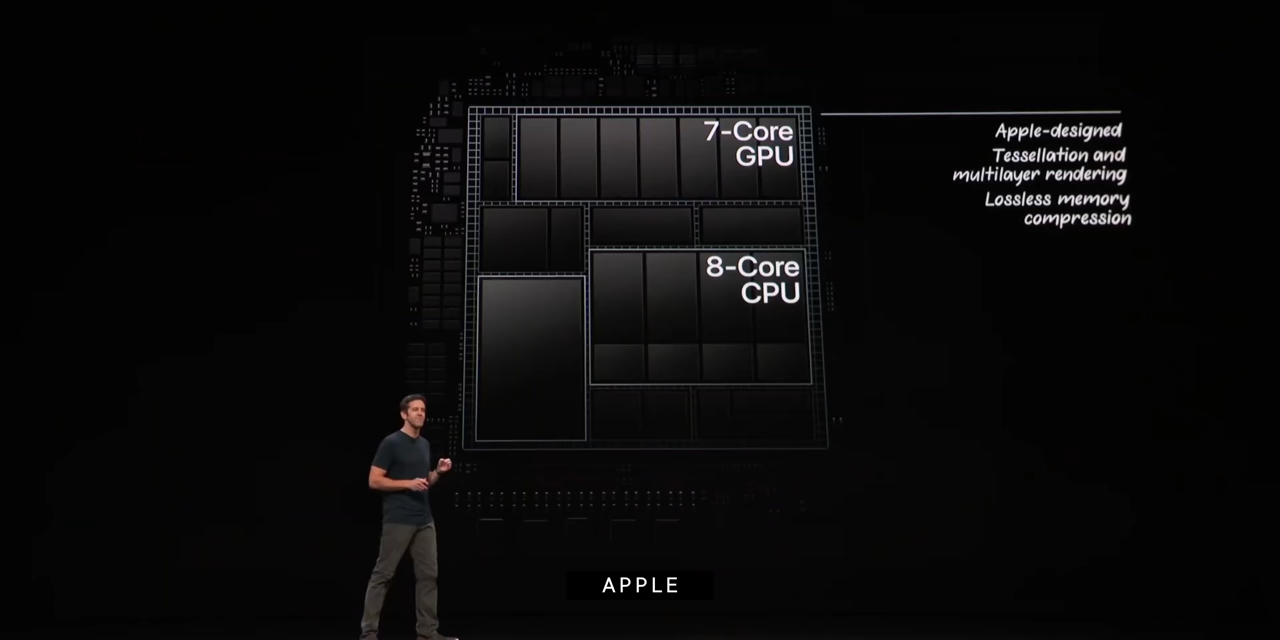 7-Core
GPU
Apple-designed
Tessellation and
multilayer rendering
Lossless memory
compression
8-Core
CPU
APPLE